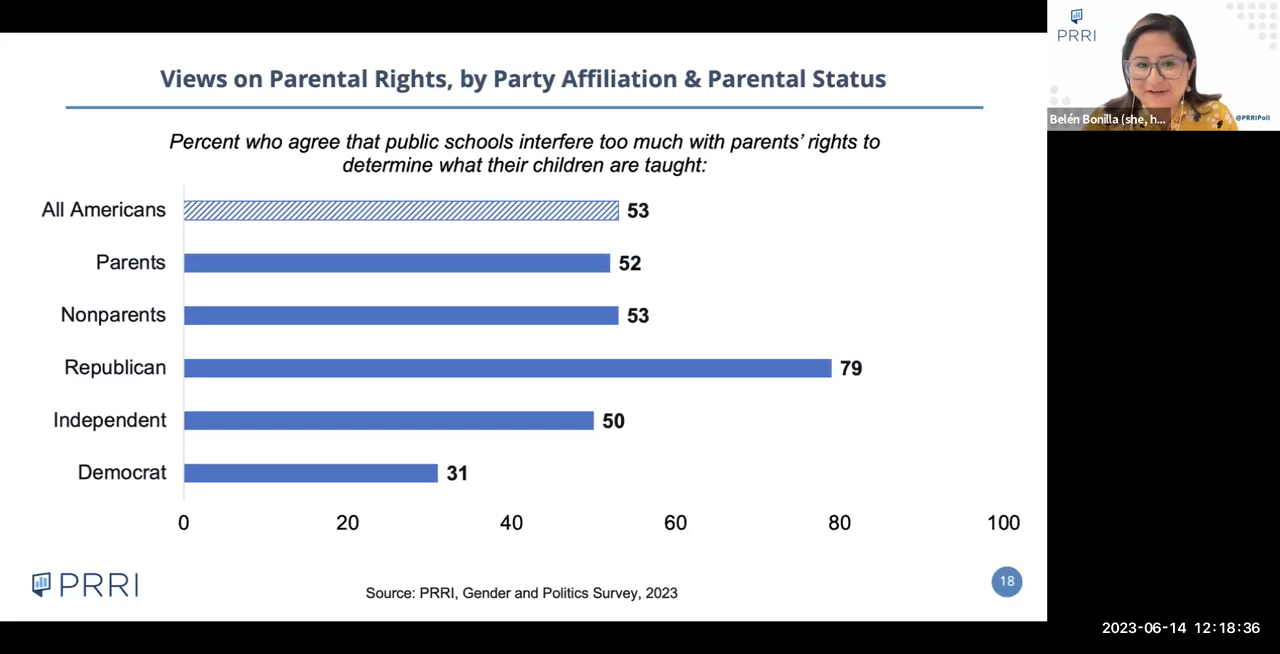 Views on Parental Rights, by Party Affiliation & Parental Status
Percent who agree that public schools interfere too much with parents’ rights to
determine what their children are taught:
All Americans 53
Parents 52
Nonparents 53
Republican 79
Independent 50
Democrat 31
0 20 40 60 80 100
PRRI
Source: PRRI, Gender and Politics Survey, 2023
18
PRRI
Belén Bonilla (she, h...
@PRRIPoll
2023-06-14 12:18:36